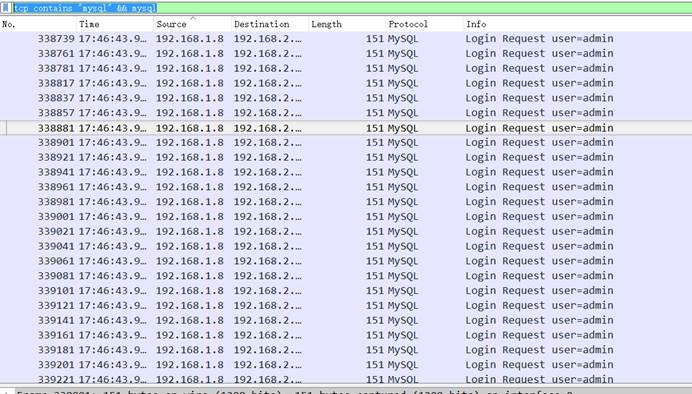 tcp contains "mysql" && mysql
No. Time Source Destination Length Protocol Info
338739 17:46:43.9… 192.168.1.8 192.168.2.… 151 MySQL Login Request user=admin
338761 17:46:43.9… 192.168.1.8 192.168.2.… 151 MySQL Login Request user=admin
338781 17:46:43.9… 192.168.1.8 192.168.2.… 151 MySQL Login Request user=admin
338817 17:46:43.9… 192.168.1.8 192.168.2.… 151 MySQL Login Request user=admin
338837 17:46:43.9… 192.168.1.8 192.168.2.… 151 MySQL Login Request user=admin
338857 17:46:43.9… 192.168.1.8 192.168.2.… 151 MySQL Login Request user=admin
338881 17:46:43.9… 192.168.1.8 192.168.2.… 151 MySQL Login Request user=admin
338901 17:46:43.9… 192.168.1.8 192.168.2.… 151 MySQL Login Request user=admin
338921 17:46:43.9… 192.168.1.8 192.168.2.… 151 MySQL Login Request user=admin
338941 17:46:43.9… 192.168.1.8 192.168.2.… 151 MySQL Login Request user=admin
338961 17:46:43.9… 192.168.1.8 192.168.2.… 151 MySQL Login Request user=admin
338981 17:46:43.9… 192.168.1.8 192.168.2.… 151 MySQL Login Request user=admin
339001 17:46:43.9… 192.168.1.8 192.168.2.… 151 MySQL Login Request user=admin
339021 17:46:43.9… 192.168.1.8 192.168.2.… 151 MySQL Login Request user=admin
339041 17:46:43.9… 192.168.1.8 192.168.2.… 151 MySQL Login Request user=admin
339061 17:46:43.9… 192.168.1.8 192.168.2.… 151 MySQL Login Request user=admin
339081 17:46:43.9… 192.168.1.8 192.168.2.… 151 MySQL Login Request user=admin
339101 17:46:43.9… 192.168.1.8 192.168.2.… 151 MySQL Login Request user=admin
339121 17:46:43.9… 192.168.1.8 192.168.2.… 151 MySQL Login Request user=admin
339141 17:46:43.9… 192.168.1.8 192.168.2.… 151 MySQL Login Request user=admin
339161 17:46:43.9… 192.168.1.8 192.168.2.… 151 MySQL Login Request user=admin
339181 17:46:43.9… 192.168.1.8 192.168.2.… 151 MySQL Login Request user=admin
339201 17:46:43.9… 192.168.1.8 192.168.2.… 151 MySQL Login Request user=admin
339221 17:46:43.9… 192.168.1.8 192.168.2.… 151 MySQL Login Request user=admin